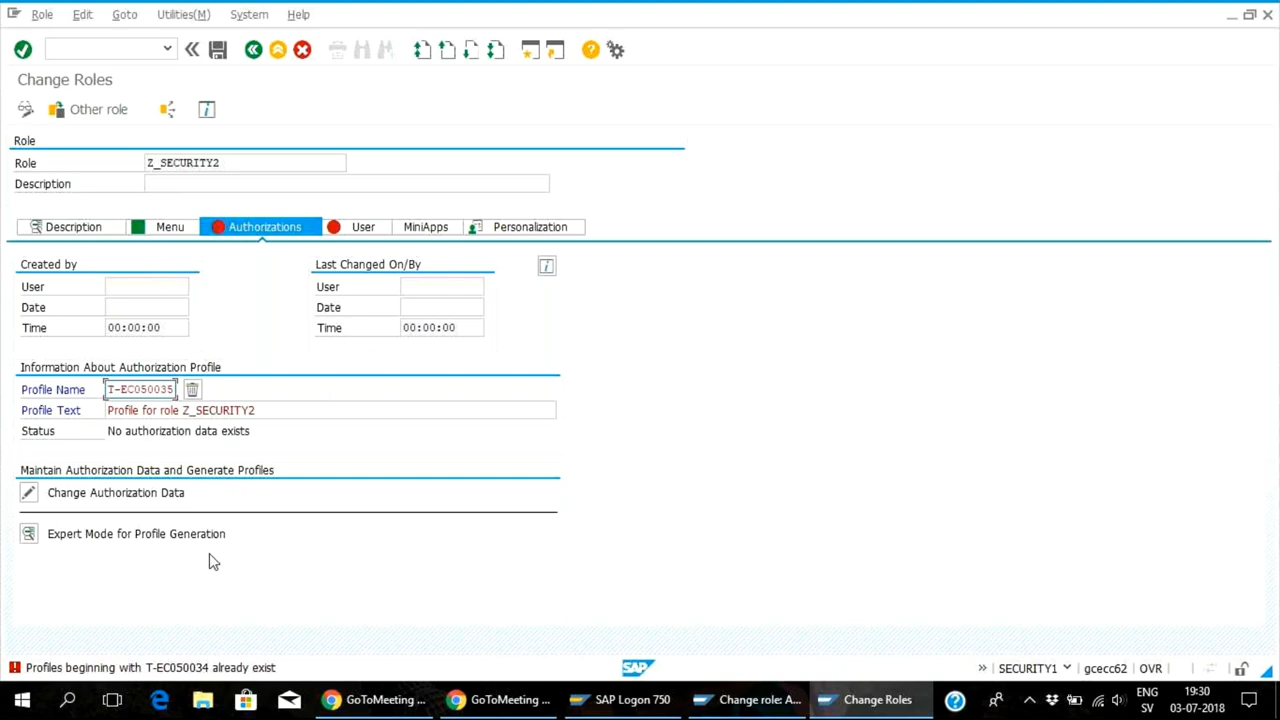 Role Edit Goto Utilities(M) System Help
Change Roles
Other role
Role
Role Z_SECURITY2
Description
Description Menu Authorizations User MiniApps Personalization
Created by Last Changed On/By
User User
Date Date
Time 00:00:00 Time 00:00:00
Information About Authorization Profile
Profile Name T-EC050035
Profile Text Profile for role Z_SECURITY2
Status No authorization data exists
Maintain Authorization Data and Generate Profiles
Change Authorization Data
Expert Mode for Profile Generation
Profiles beginning with T-EC050034 already exist SAP SECURITY1 gcecc62 OVR
GoToMeeting ... GoToMeeting ... SAP Logon 750 Change role: A... Change Roles ENG 19:30
SV 03-07-2018